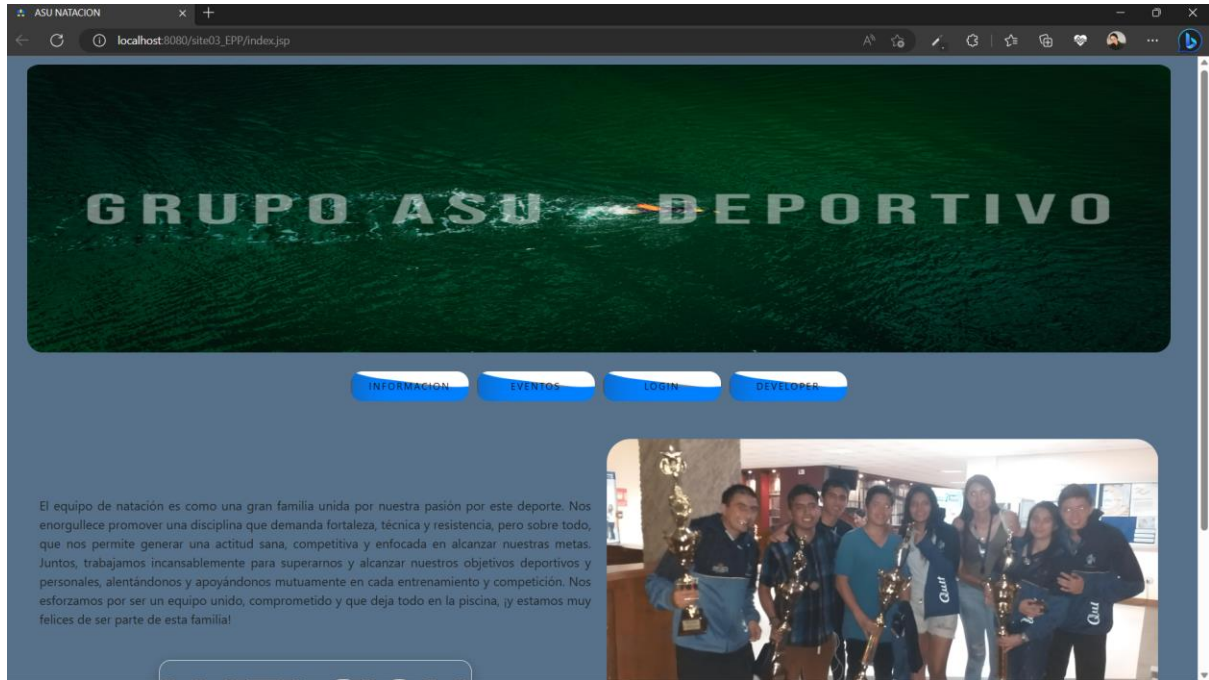 ASU NATACION
localhost:8080/site03_EPP/index.jsp
GRUPO ASU - DEPORTIVO
INFORMACION EVENTOS LOGIN DEVELOPER
El equipo de natación es como una gran familia unida por nuestra pasión por este deporte. Nos
enorgullece promover una disciplina que demanda fortaleza, técnica y resistencia, pero sobre todo,
que nos permite generar una actitud sana, competitiva y enfocada en alcanzar nuestras metas.
Juntos, trabajamos incansablemente para superarnos y alcanzar nuestros objetivos deportivos y
personales, alentándonos y apoyándonos mutuamente en cada entrenamiento y competición. Nos
esforzamos por ser un equipo unido, comprometido y que deja todo en la piscina, ¡y estamos muy
felices de ser parte de esta familia!